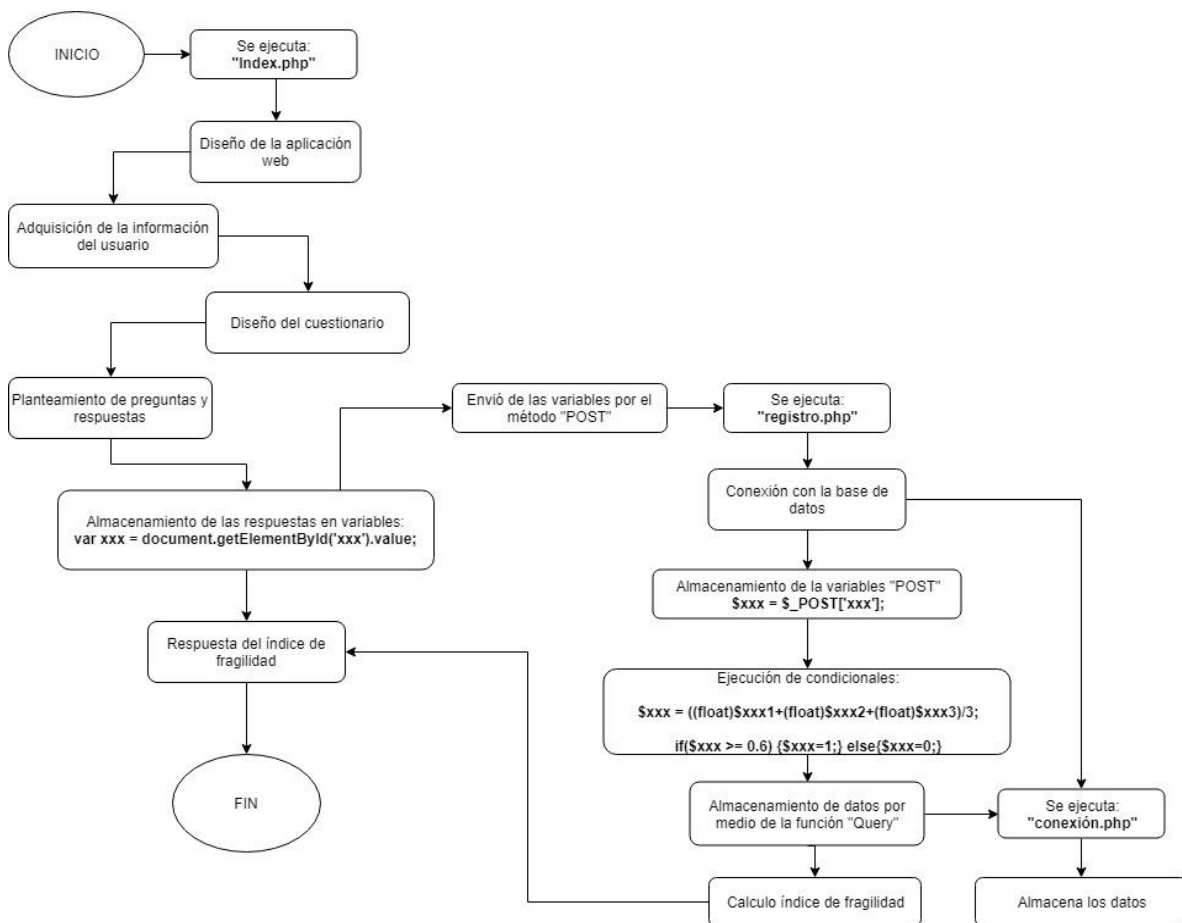 INICIO
Se ejecuta:
"Index.php"
Diseño de la aplicación
web
Adquisición de la información
del usuario
Diseño del cuestionario
Planteamiento de preguntas y
respuestas
Almacenamiento de las respuestas en variables:
var xxx = document.getElementById('xxx').value;
Respuesta del índice de
fragilidad
FIN
Envió de las variables por el
método "POST"
Se ejecuta:
"registro.php"
Conexión con la base de
datos
Almacenamiento de la variables "POST"
$xxx = $_POST['xxx'];
Ejecución de condicionales:
$xxx = ((float)$xxx1+(float)$xxx2+(float)$xxx3)/3;
if($xxx >= 0.6) {$xxx=1;} else{$xxx=0;}
Almacenamiento de datos por
medio de la función "Query"
Se ejecuta:
"conexión.php"
Calculo índice de fragilidad
Almacena los datos